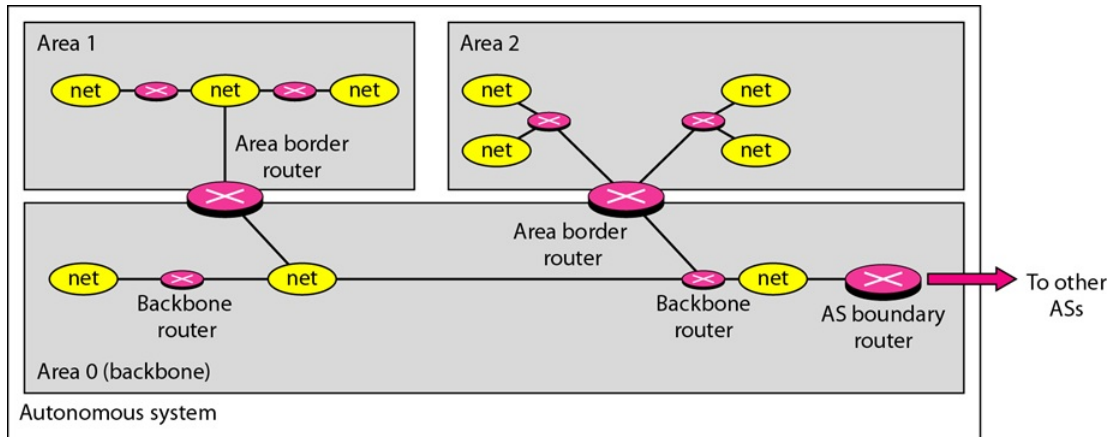 Area 1
net
net
net
Area border
router
Area 2
net
net
net
net
Area border
router
net
Backbone
router
net
Backbone
router
net
AS boundary
router
To other
ASs
Area 0 (backbone)
Autonomous system